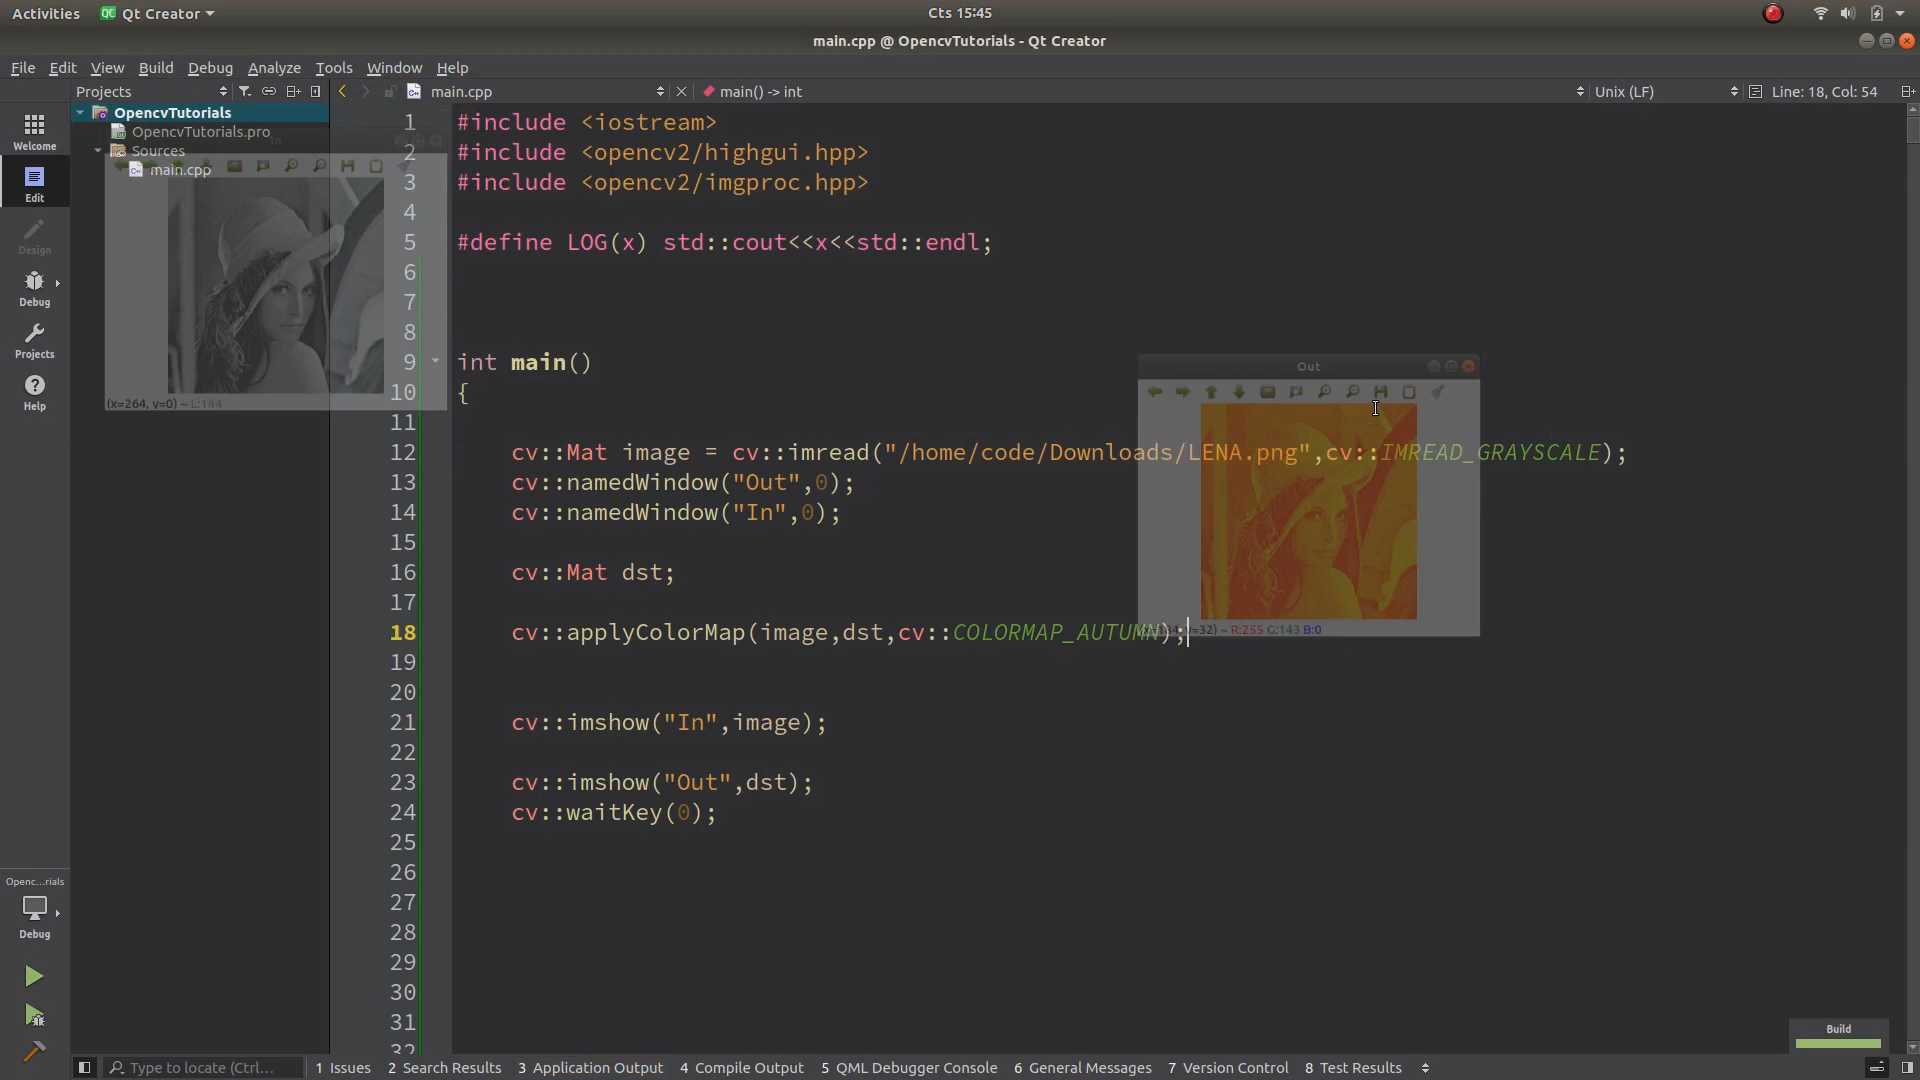 Activities
Qt Creator
Cts 15:45
main.cpp @ OpencvTutorials - Qt Creator
File Edit View Build Debug Analyze Tools Window Help
Projects
main.cpp
main() -> int
Unix (LF)
Line: 18, Col: 54
OpencvTutorials
OpencvTutorials.pro
Sources
main.cpp
(x=264, y=0) ~ L:144
Welcome
Edit
Design
Debug
Projects
Help
Openc...rials
Debug
1 #include <iostream>
2 #include <opencv2/highgui.hpp>
3 #include <opencv2/imgproc.hpp>
4
5 #define LOG(x) std::cout<<x<<std::endl;
6
7
8
9 int main()
10 {
11
12 cv::Mat image = cv::imread("/home/code/Downloads/LENA.png",cv::IMREAD_GRAYSCALE);
13 cv::namedWindow("Out",0);
14 cv::namedWindow("In",0);
15
16 cv::Mat dst;
17
18 cv::applyColorMap(image,dst,cv::COLORMAP_AUTUMN);
19
20
21 cv::imshow("In",image);
22
23 cv::imshow("Out",dst);
24 cv::waitKey(0);
25
26
27
28
29
30
31
32
Out
y=32) ~ R:255 G:143 B:0
Build
Type to locate (Ctrl...
1 Issues
2 Search Results
3 Application Output
4 Compile Output
5 QML Debugger Console
6 General Messages
7 Version Control
8 Test Results